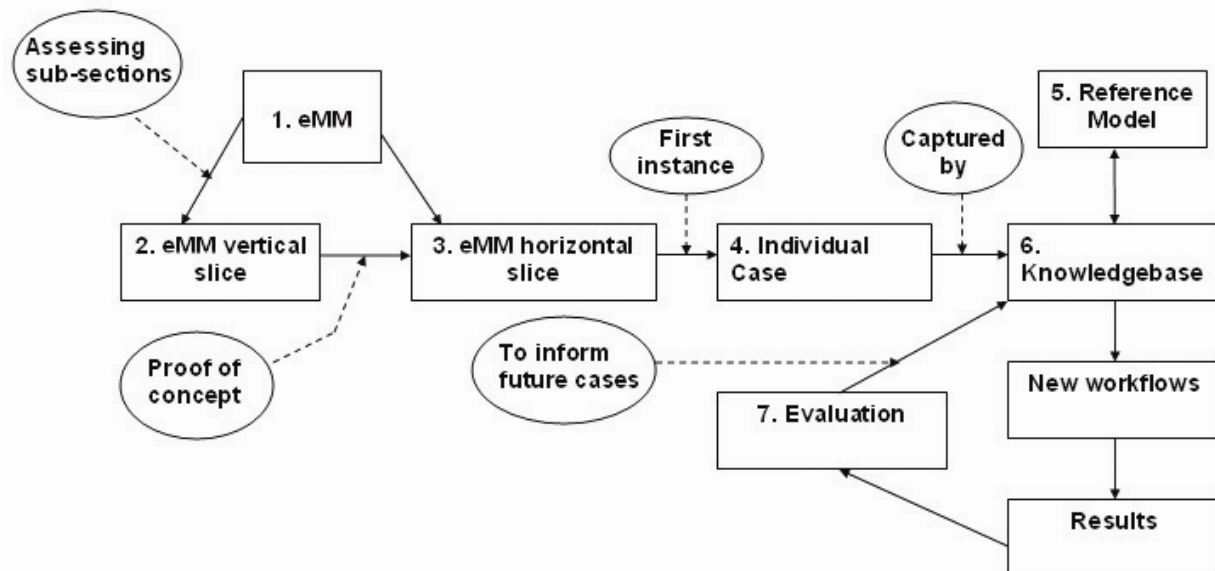 Assessing
sub-sections
1. eMM
5. Reference
Model
First
instance
Captured
by
2. eMM vertical
slice
3. eMM horizontal
slice
4. Individual
Case
6.
Knowledgebase
Proof of
concept
To inform
future cases
New workflows
7. Evaluation
Results